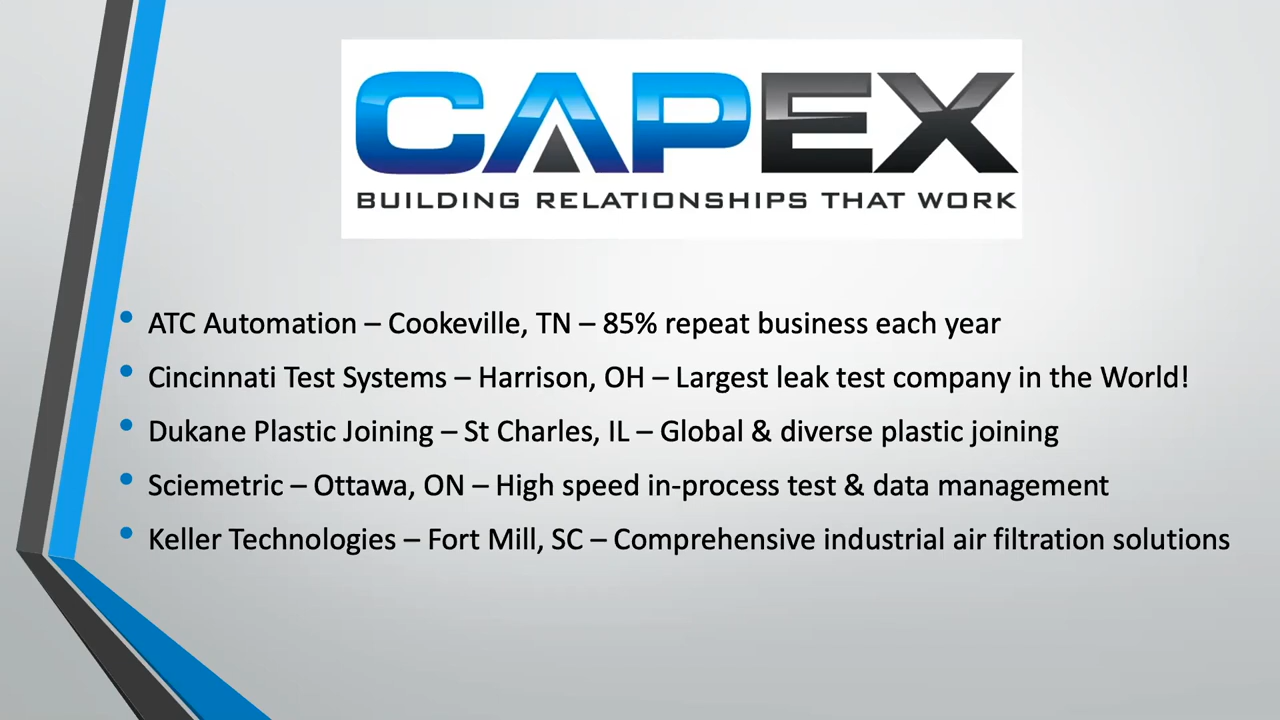 CAPEX
BUILDING RELATIONSHIPS THAT WORK
• ATC Automation – Cookeville, TN – 85% repeat business each year
• Cincinnati Test Systems – Harrison, OH – Largest leak test company in the World!
• Dukane Plastic Joining – St Charles, IL – Global & diverse plastic joining
• Sciemetric – Ottawa, ON – High speed in-process test & data management
• Keller Technologies – Fort Mill, SC – Comprehensive industrial air filtration solutions